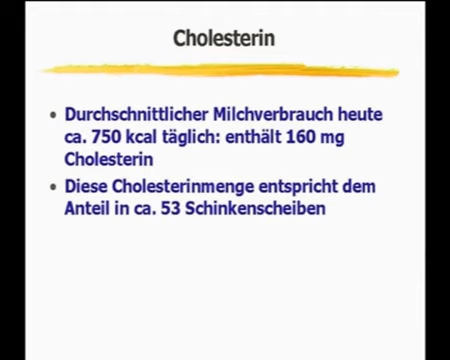 Cholesterin
• Durchschnittlicher Milchverbrauch heute
ca. 750 kcal täglich: enthält 160 mg
Cholesterin
• Diese Cholesterinmenge entspricht dem
Anteil in ca. 53 Schinkenscheiben